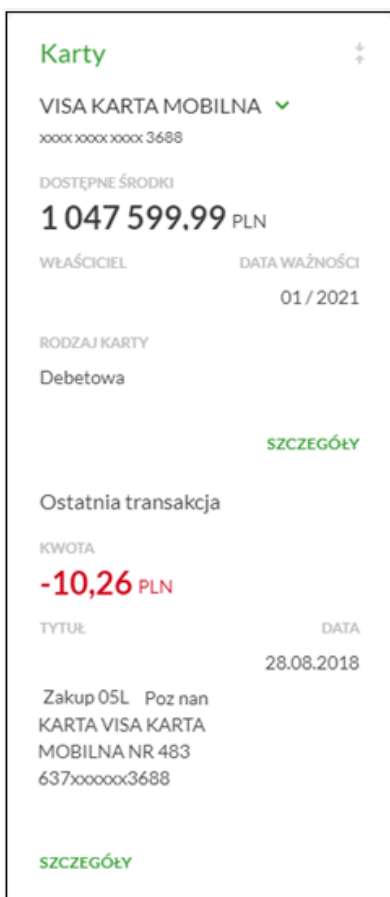 Karty
VISA KARTA MOBILNA
xxxx xxxx xxxx 3688
DOSTĘPNE ŚRODKI
1 047 599,99 PLN
WŁAŚCICIEL DATA WAŻNOŚCI
01 / 2021
RODZAJ KARTY
Debetowa
SZCZEGÓŁY
Ostatnia transakcja
KWOTA
-10,26 PLN
TYTUŁ DATA
28.08.2018
Zakup 05L Poz nan
KARTA VISA KARTA
MOBILNA NR 483
637xxxxxx3688
SZCZEGÓŁY